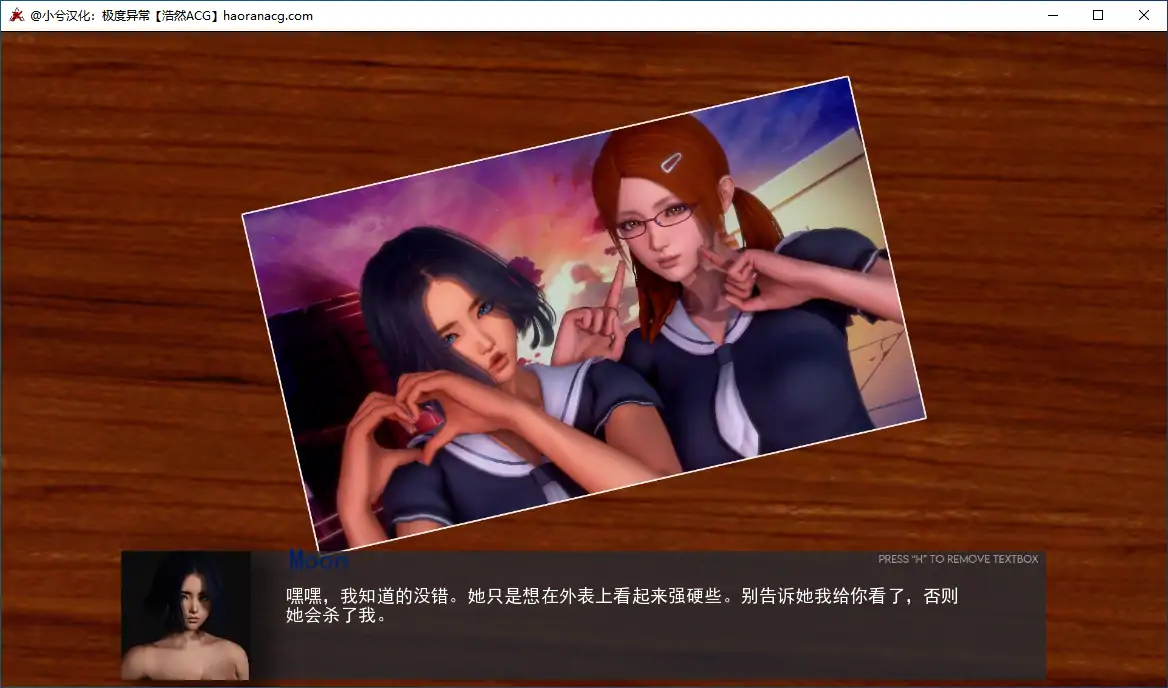 @小兮汉化：极度异常【浩然ACG】haoranacg.com
Moon
PRESS "H" TO REMOVE TEXTBOX
嘿嘿，我知道的没错。她只是想在外表上看起来强硬些。别告诉她我给你看了，否则
她会杀了我。